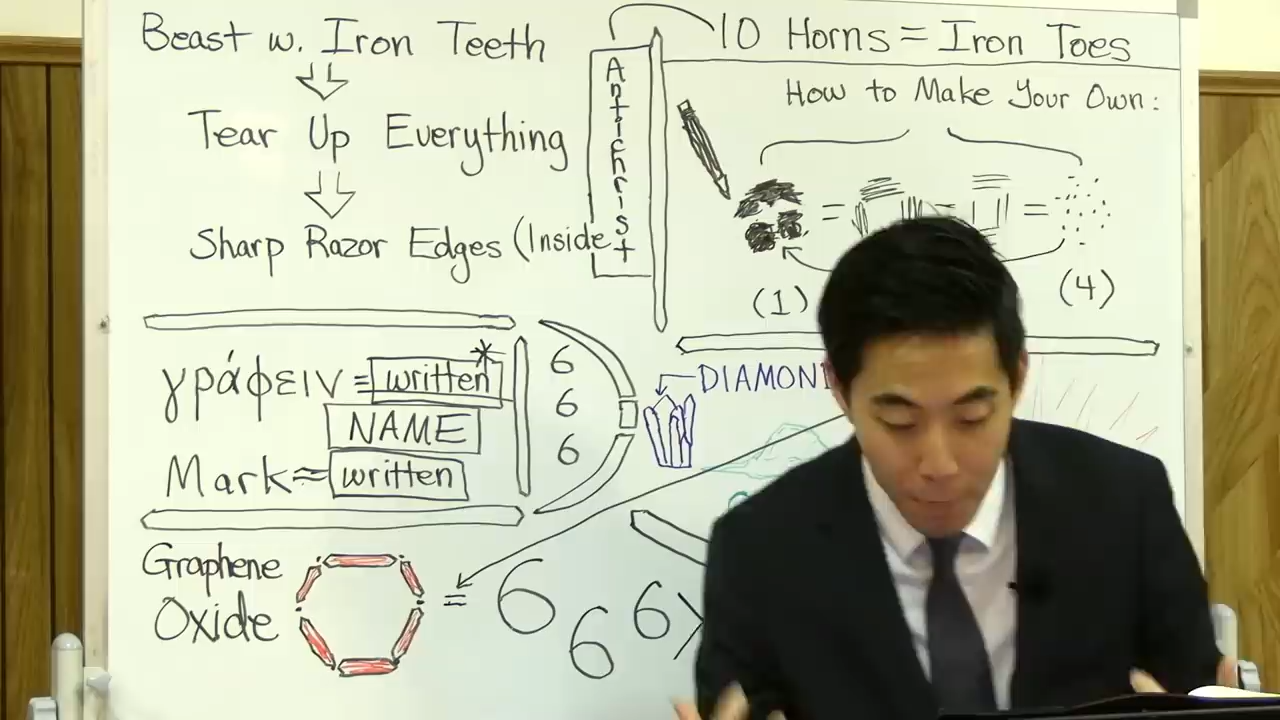 Beast w. Iron Teeth
Tear Up Everything
Sharp Razor Edges (Inside
Antichrist
10 Horns = Iron Toes
How to Make Your Own:
= = =
(1)
(4)
γράφειν = written*
NAME
Mark ≈ written
6
6
6
DIAMON
Graphene
Oxide
= 6 6 6